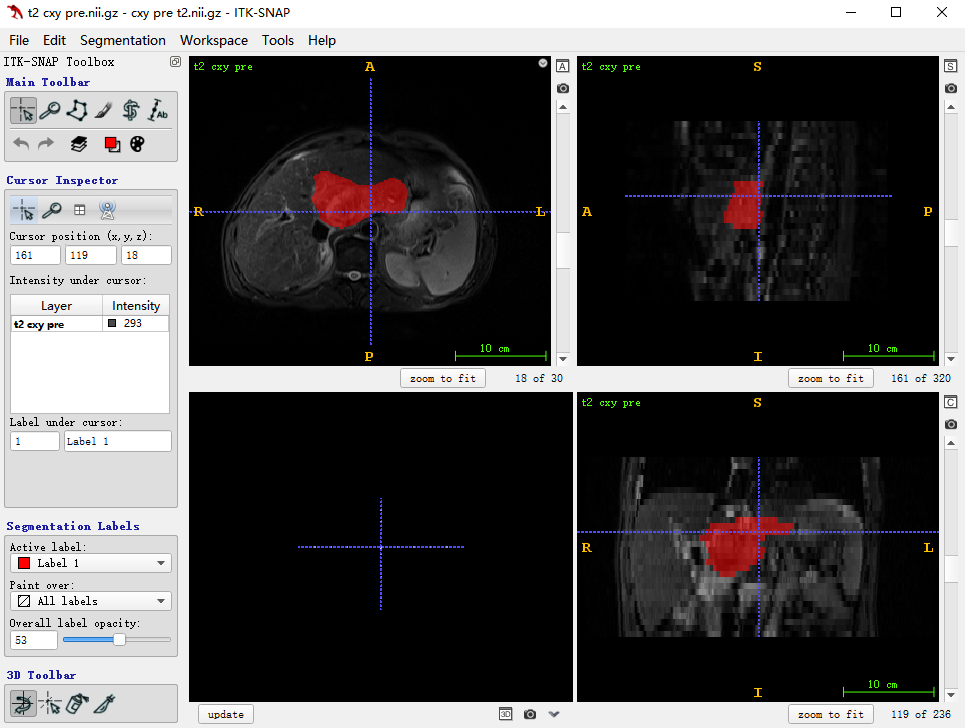 t2 cxy pre.nii.gz - cxy pre t2.nii.gz - ITK-SNAP
File Edit Segmentation Workspace Tools Help
ITK-SNAP Toolbox
Main Toolbar
Ab
Cursor Inspector
Cursor position (x,y,z):
161 119 18
Intensity under cursor:
Layer Intensity
t2 cxy pre 293
Label under cursor:
1 Label 1
Segmentation Labels
Active label:
Label 1
Paint over:
All labels
Overall label opacity:
53
3D Toolbar
t2 cxy pre
A
A
R
L
P
10 cm
zoom to fit 18 of 30
t2 cxy pre
S
S
A
P
I
10 cm
zoom to fit 161 of 320
update
3D
t2 cxy pre
S
C
R
L
I
10 cm
zoom to fit 119 of 236